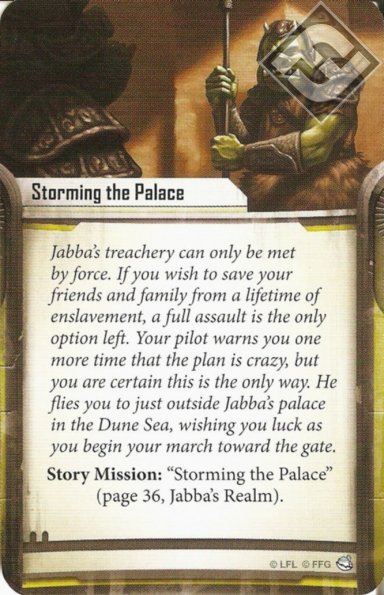 Storming the Palace
Jabba's treachery can only be met
by force. If you wish to save your
friends and family from a lifetime of
enslavement, a full assault is the only
option left. Your pilot warns you one
more time that the plan is crazy, but
you are certain this is the only way. He
flies you to just outside Jabba's palace
in the Dune Sea, wishing you luck as
you begin your march toward the gate.
Story Mission: “Storming the Palace”
(page 36, Jabba's Realm).
© LFL © FFG